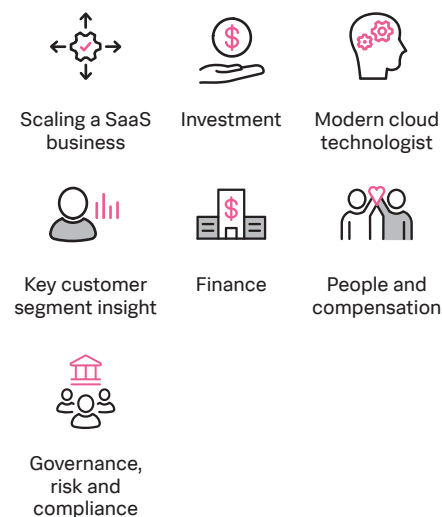 Scaling a SaaS
business
Investment
Modern cloud
technologist
Key customer
segment insight
Finance
People and
compensation
Governance,
risk and
compliance